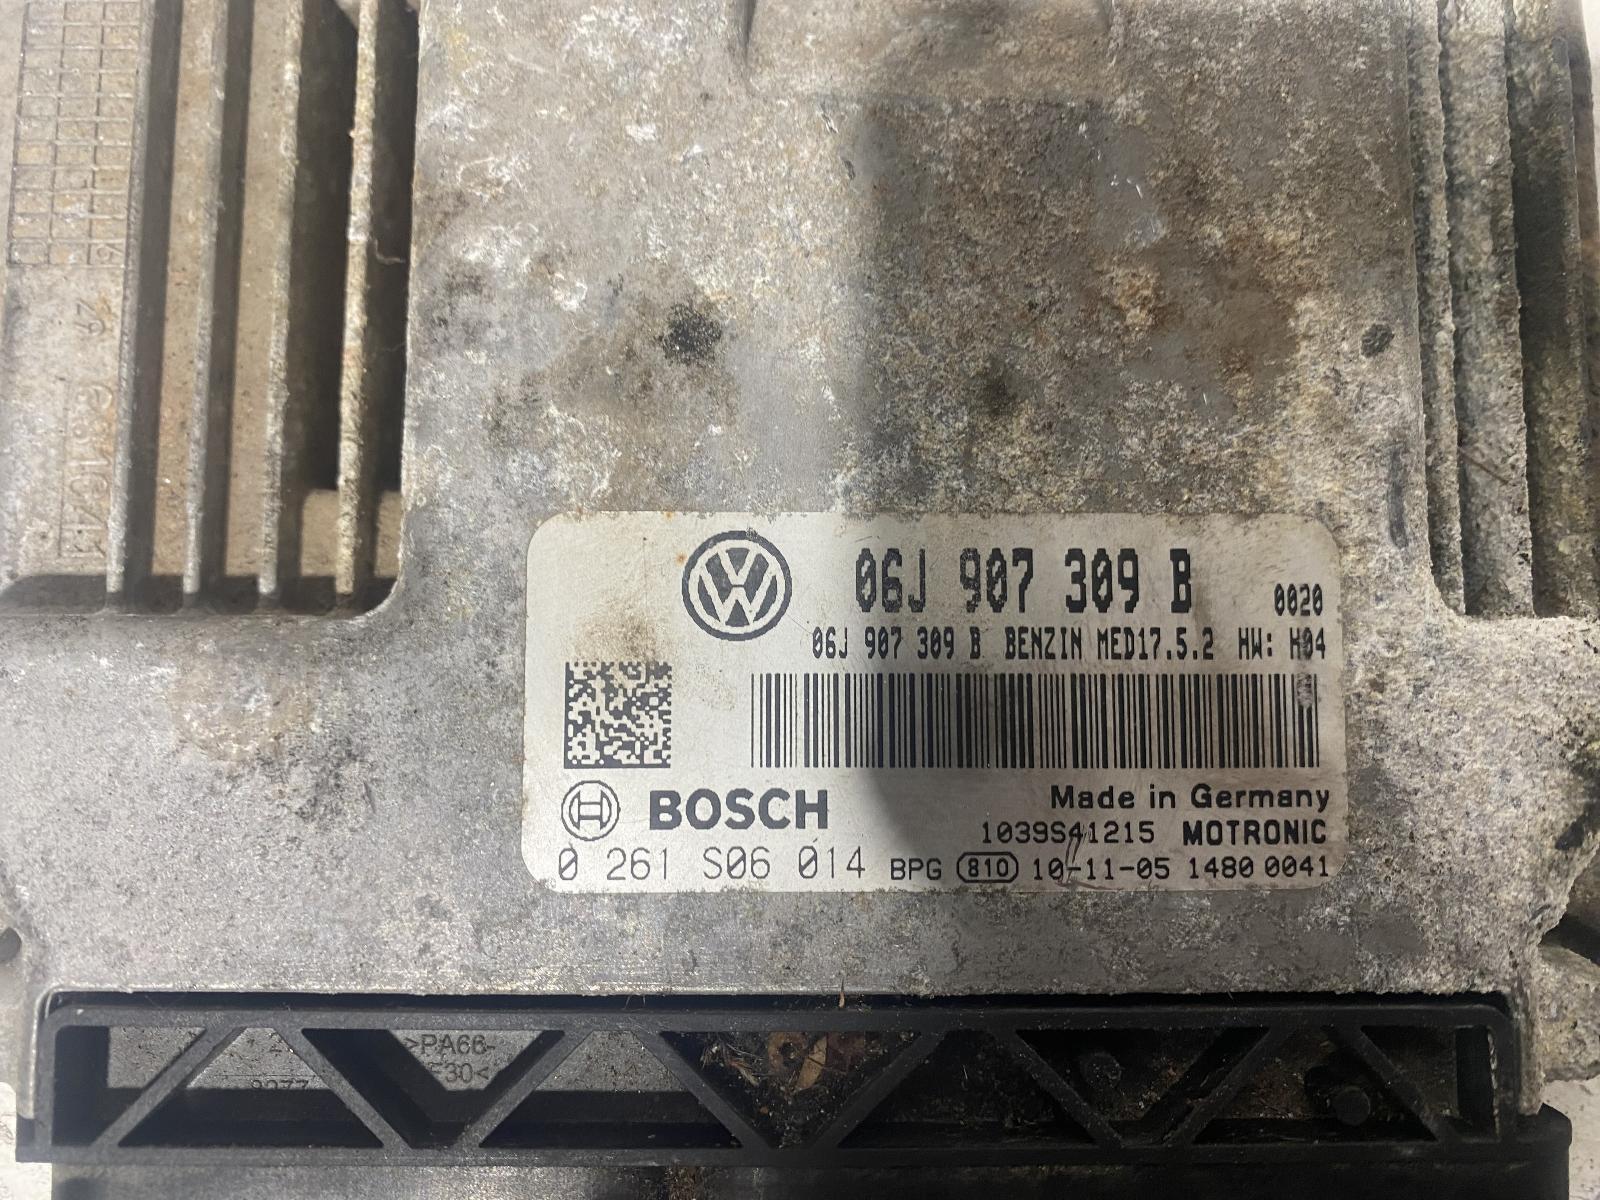 06J 907 309 B 0020
06J 907 309 B BENZIN MED17.5.2 HW: H04
BOSCH
Made in Germany
1039S41215 MOTRONIC
0 261 S06 014 BPG 810 10-11-05 1480 0041
>PA66-
F30<